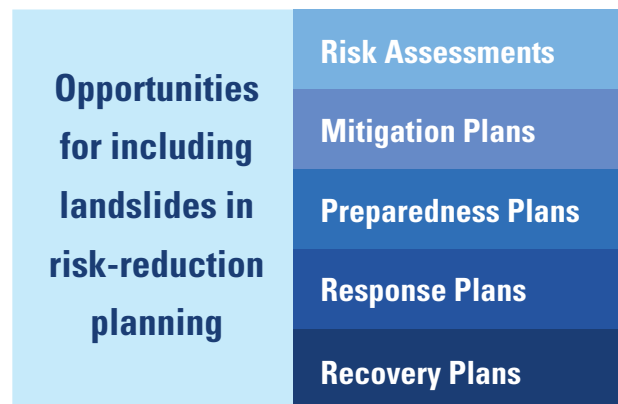 Opportunities
for including
landslides in
risk-reduction
planning
Risk Assessments
Mitigation Plans
Preparedness Plans
Response Plans
Recovery Plans